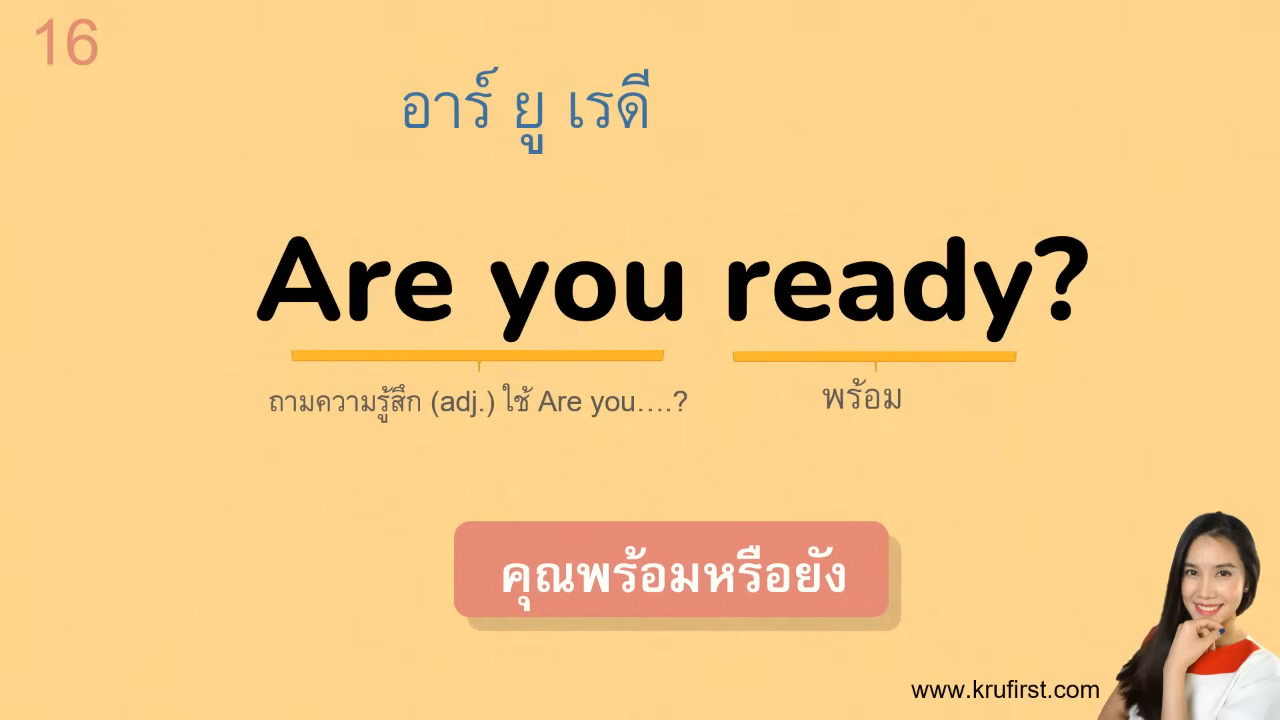 16
อาร์ ยู เรดี
Are you ready?
ถามความรู้สึก (adj.) ใช้ Are you….?
พร้อม
คุณพร้อมหรือยัง
www.krufirst.com